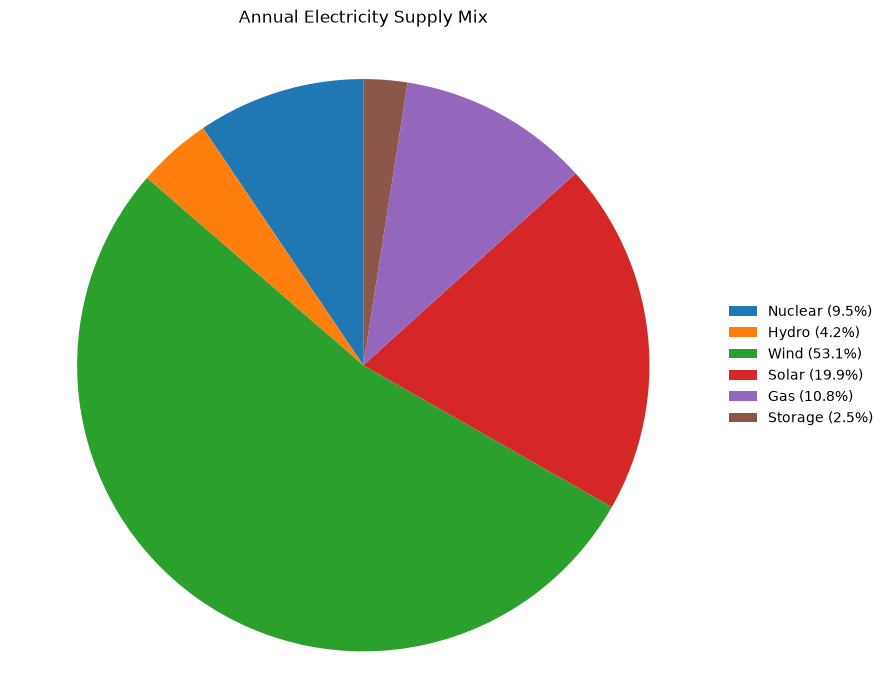 Annual Electricity Supply Mix
Nuclear (9.5%)
Hydro (4.2%)
Wind (53.1%)
Solar (19.9%)
Gas (10.8%)
Storage (2.5%)